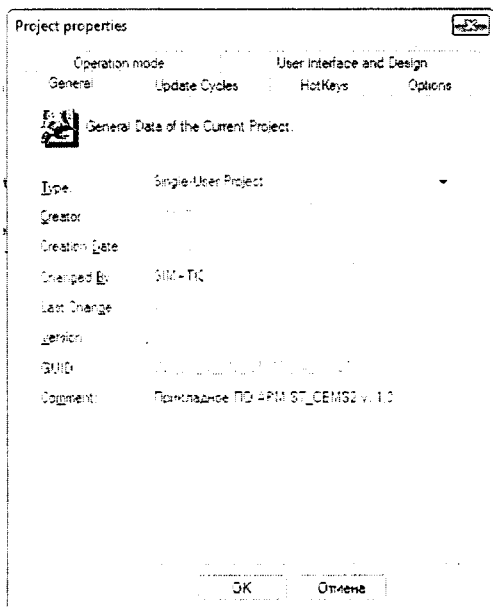 Project properties
Operation mode User Interface and Design
General Update Cycles HotKeys Options
General Data of the Current Project.
Type: Single-User Project
Creator
Creation Date
Changed By
Last Change
Version
GUID
Comment: Прикладное ПО АРМ ST_CEMS2 v. 1.0
OK Отмена